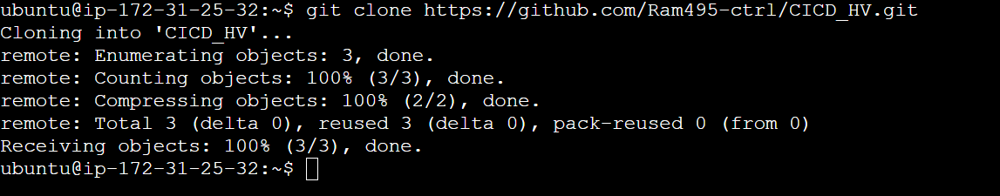 ubuntu@ip-172-31-25-32:~$ git clone https://github.com/Ram495-ctrl/CICD_HV.git
Cloning into 'CICD_HV'...
remote: Enumerating objects: 3, done.
remote: Counting objects: 100% (3/3), done.
remote: Compressing objects: 100% (2/2), done.
remote: Total 3 (delta 0), reused 3 (delta 0), pack-reused 0 (from 0)
Receiving objects: 100% (3/3), done.
ubuntu@ip-172-31-25-32:~$